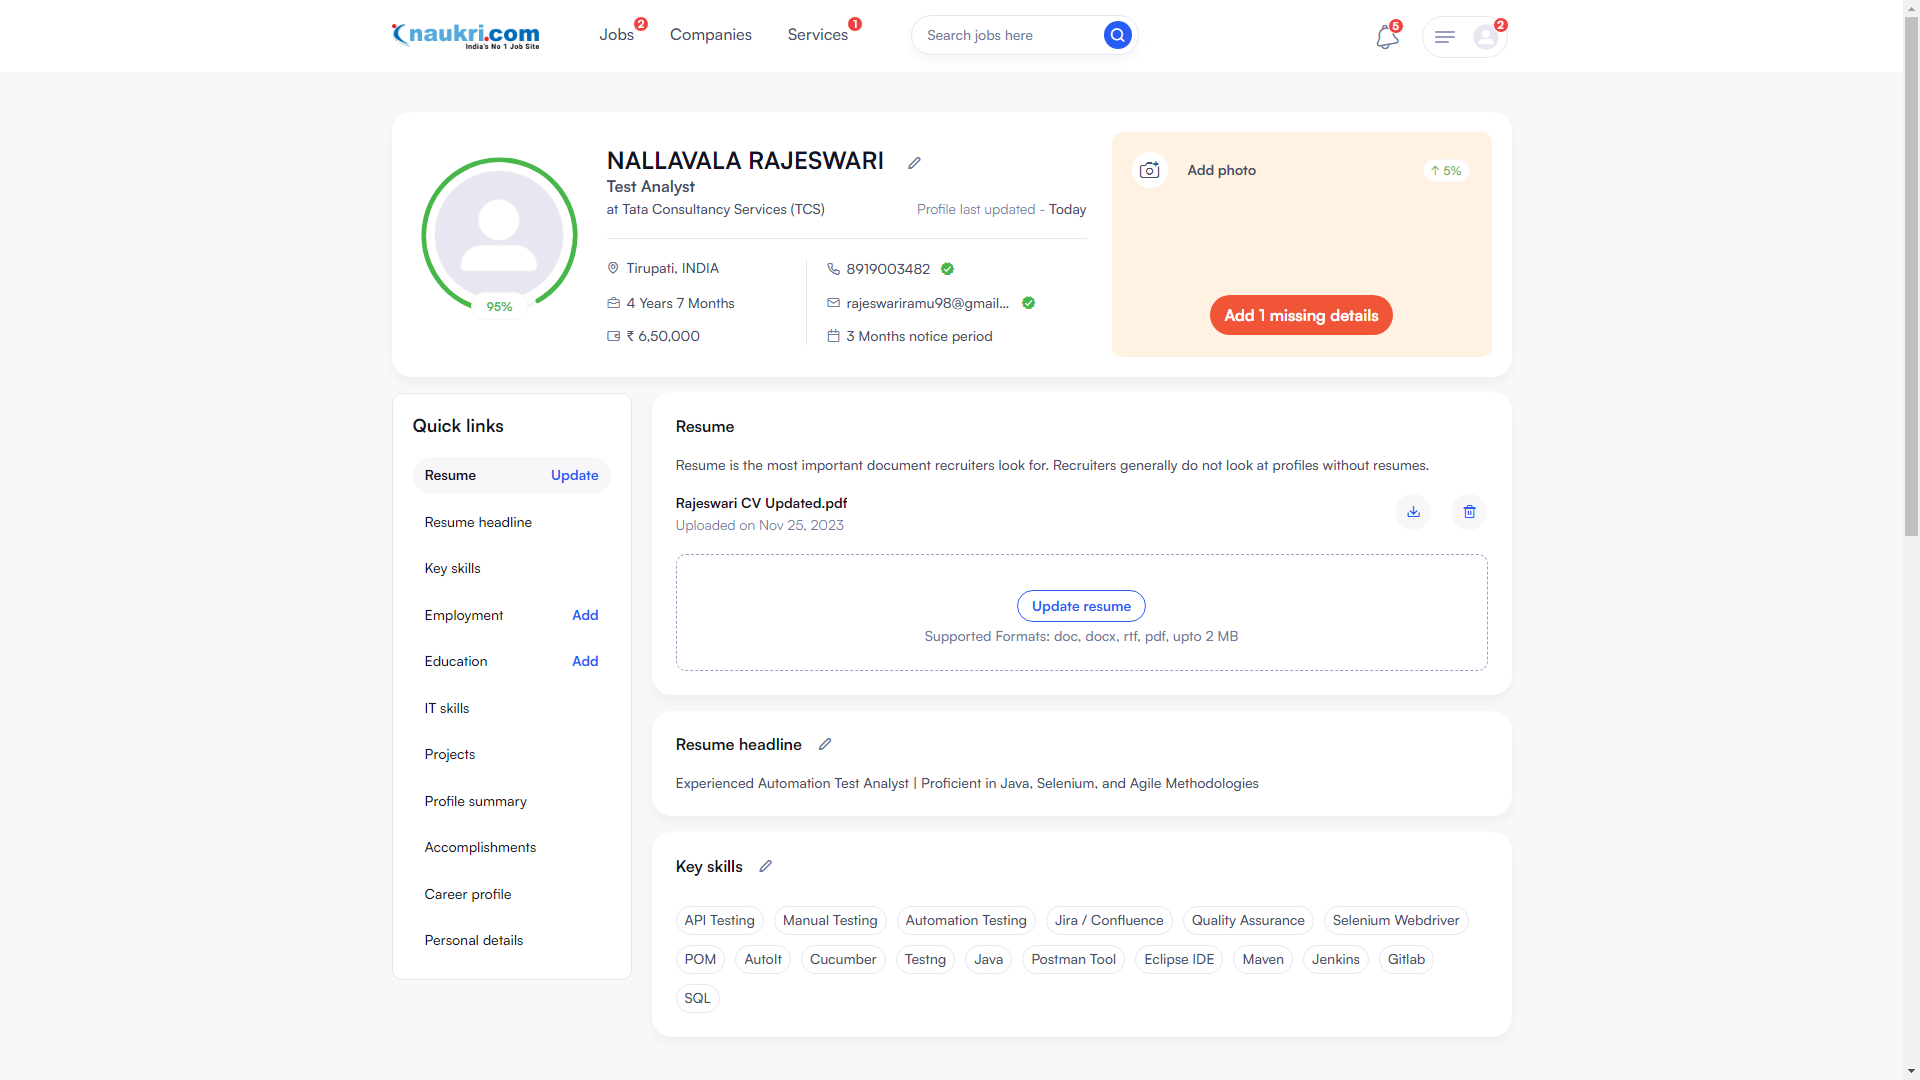 naukri.com
India's No 1 Job Site
Jobs 2
Companies
Services 1
Search jobs here
5
2
NALLAVALA RAJESWARI
Test Analyst
at Tata Consultancy Services (TCS)
Profile last updated - Today
95%
Tirupati, INDIA
8919003482
4 Years 7 Months
rajeswariramu98@gmail...
₹ 6,50,000
3 Months notice period
Add photo
↑ 5%
Add 1 missing details
Quick links
Resume Update
Resume headline
Key skills
Employment Add
Education Add
IT skills
Projects
Profile summary
Accomplishments
Career profile
Personal details
Resume
Resume is the most important document recruiters look for. Recruiters generally do not look at profiles without resumes.
Rajeswari CV Updated.pdf
Uploaded on Nov 25, 2023
Update resume
Supported Formats: doc, docx, rtf, pdf, upto 2 MB
Resume headline
Experienced Automation Test Analyst | Proficient in Java, Selenium, and Agile Methodologies
Key skills
API Testing Manual Testing Automation Testing Jira / Confluence Quality Assurance Selenium Webdriver
POM AutoIt Cucumber Testng Java Postman Tool Eclipse IDE Maven Jenkins Gitlab
SQL